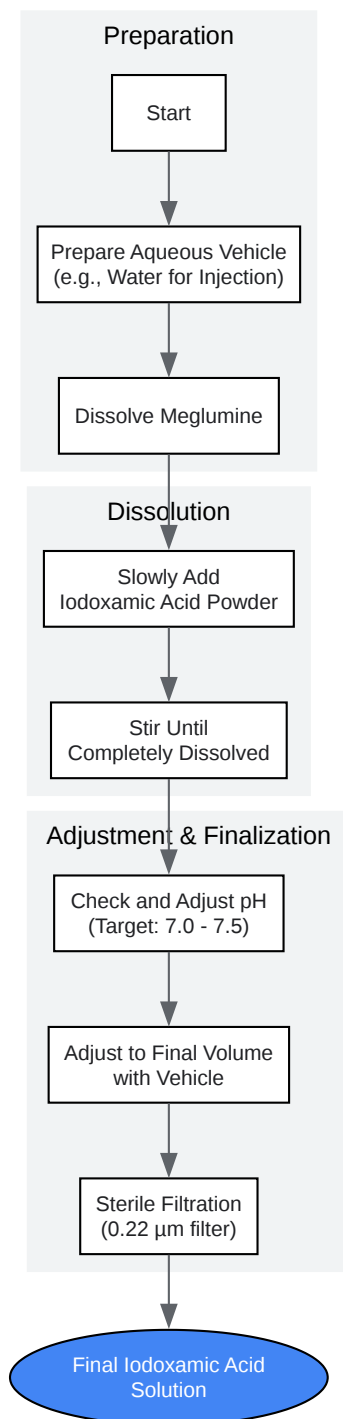 Preparation
Start
Prepare Aqueous Vehicle
(e.g., Water for Injection)
Dissolve Meglumine
Dissolution
Slowly Add
Iodoxamic Acid Powder
Stir Until
Completely Dissolved
Adjustment & Finalization
Check and Adjust pH
(Target: 7.0 - 7.5)
Adjust to Final Volume
with Vehicle
Sterile Filtration
(0.22 µm filter)
Final Iodoxamic Acid
Solution